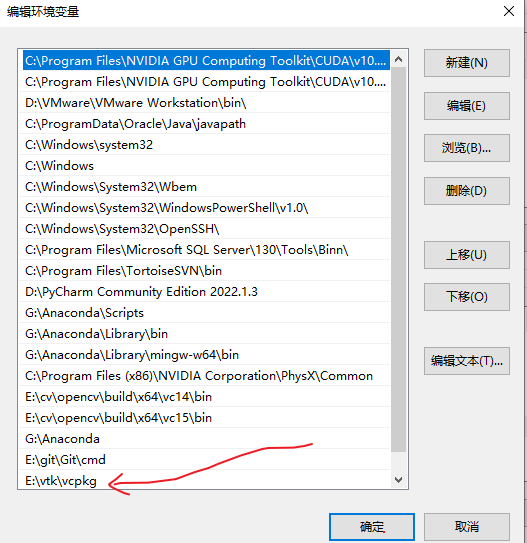 编辑环境变量
C:\Program Files\NVIDIA GPU Computing Toolkit\CUDA\v10....
C:\Program Files\NVIDIA GPU Computing Toolkit\CUDA\v10....
D:\VMware\VMware Workstation\bin\
C:\ProgramData\Oracle\Java\javapath
C:\Windows\system32
C:\Windows
C:\Windows\System32\Wbem
C:\Windows\System32\WindowsPowerShell\v1.0\
C:\Windows\System32\OpenSSH\
C:\Program Files\Microsoft SQL Server\130\Tools\Binn\
C:\Program Files\TortoiseSVN\bin
D:\PyCharm Community Edition 2022.1.3
G:\Anaconda\Scripts
G:\Anaconda\Library\bin
G:\Anaconda\Library\mingw-w64\bin
C:\Program Files (x86)\NVIDIA Corporation\PhysX\Common
E:\cv\opencv\build\x64\vc14\bin
E:\cv\opencv\build\x64\vc15\bin
G:\Anaconda
E:\git\Git\cmd
E:\vtk\vcpkg
新建(N)
编辑(E)
浏览(B)...
删除(D)
上移(U)
下移(O)
编辑文本(T)...
确定
取消